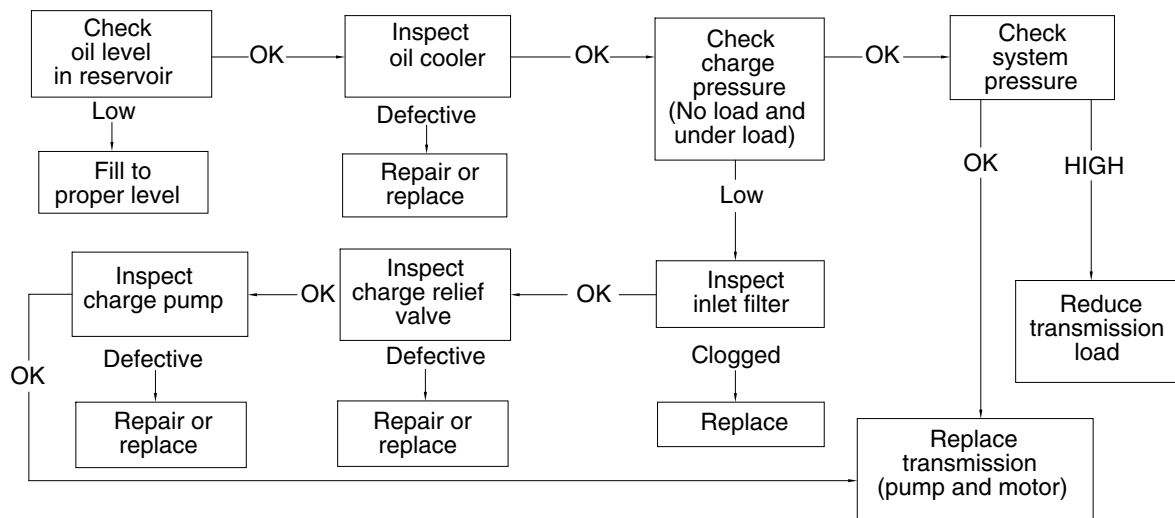 Check
oil level
in reservoir
OK
Inspect
oil cooler
OK
Check
charge
pressure
(No load and
under load)
OK
Check
system
pressure
Low
Fill to
proper level
Defective
Repair or
replace
Low
OK
HIGH
Inspect
charge pump
OK
Inspect
charge relief
valve
OK
Inspect
inlet filter
Reduce
transmission
load
OK
Defective
Repair or
replace
Defective
Repair or
replace
Clogged
Replace
Replace
transmission
(pump and motor)